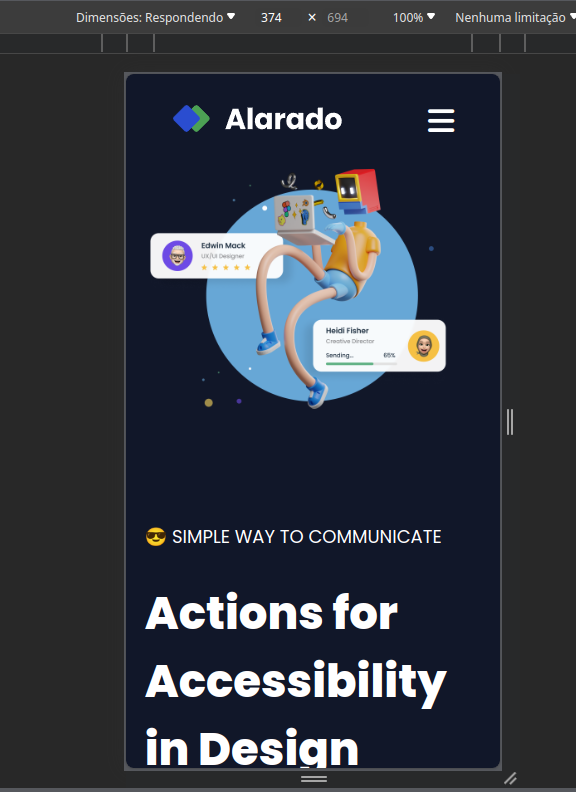 Dimensões: Respondendo 374 × 694 100% Nenhuma limitação
Alarado
Edwin Mack
UX/UI Designer
Heidi Fisher
Creative Director
Sending... 65%
😎 SIMPLE WAY TO COMMUNICATE
Actions for
Accessibility
in Design